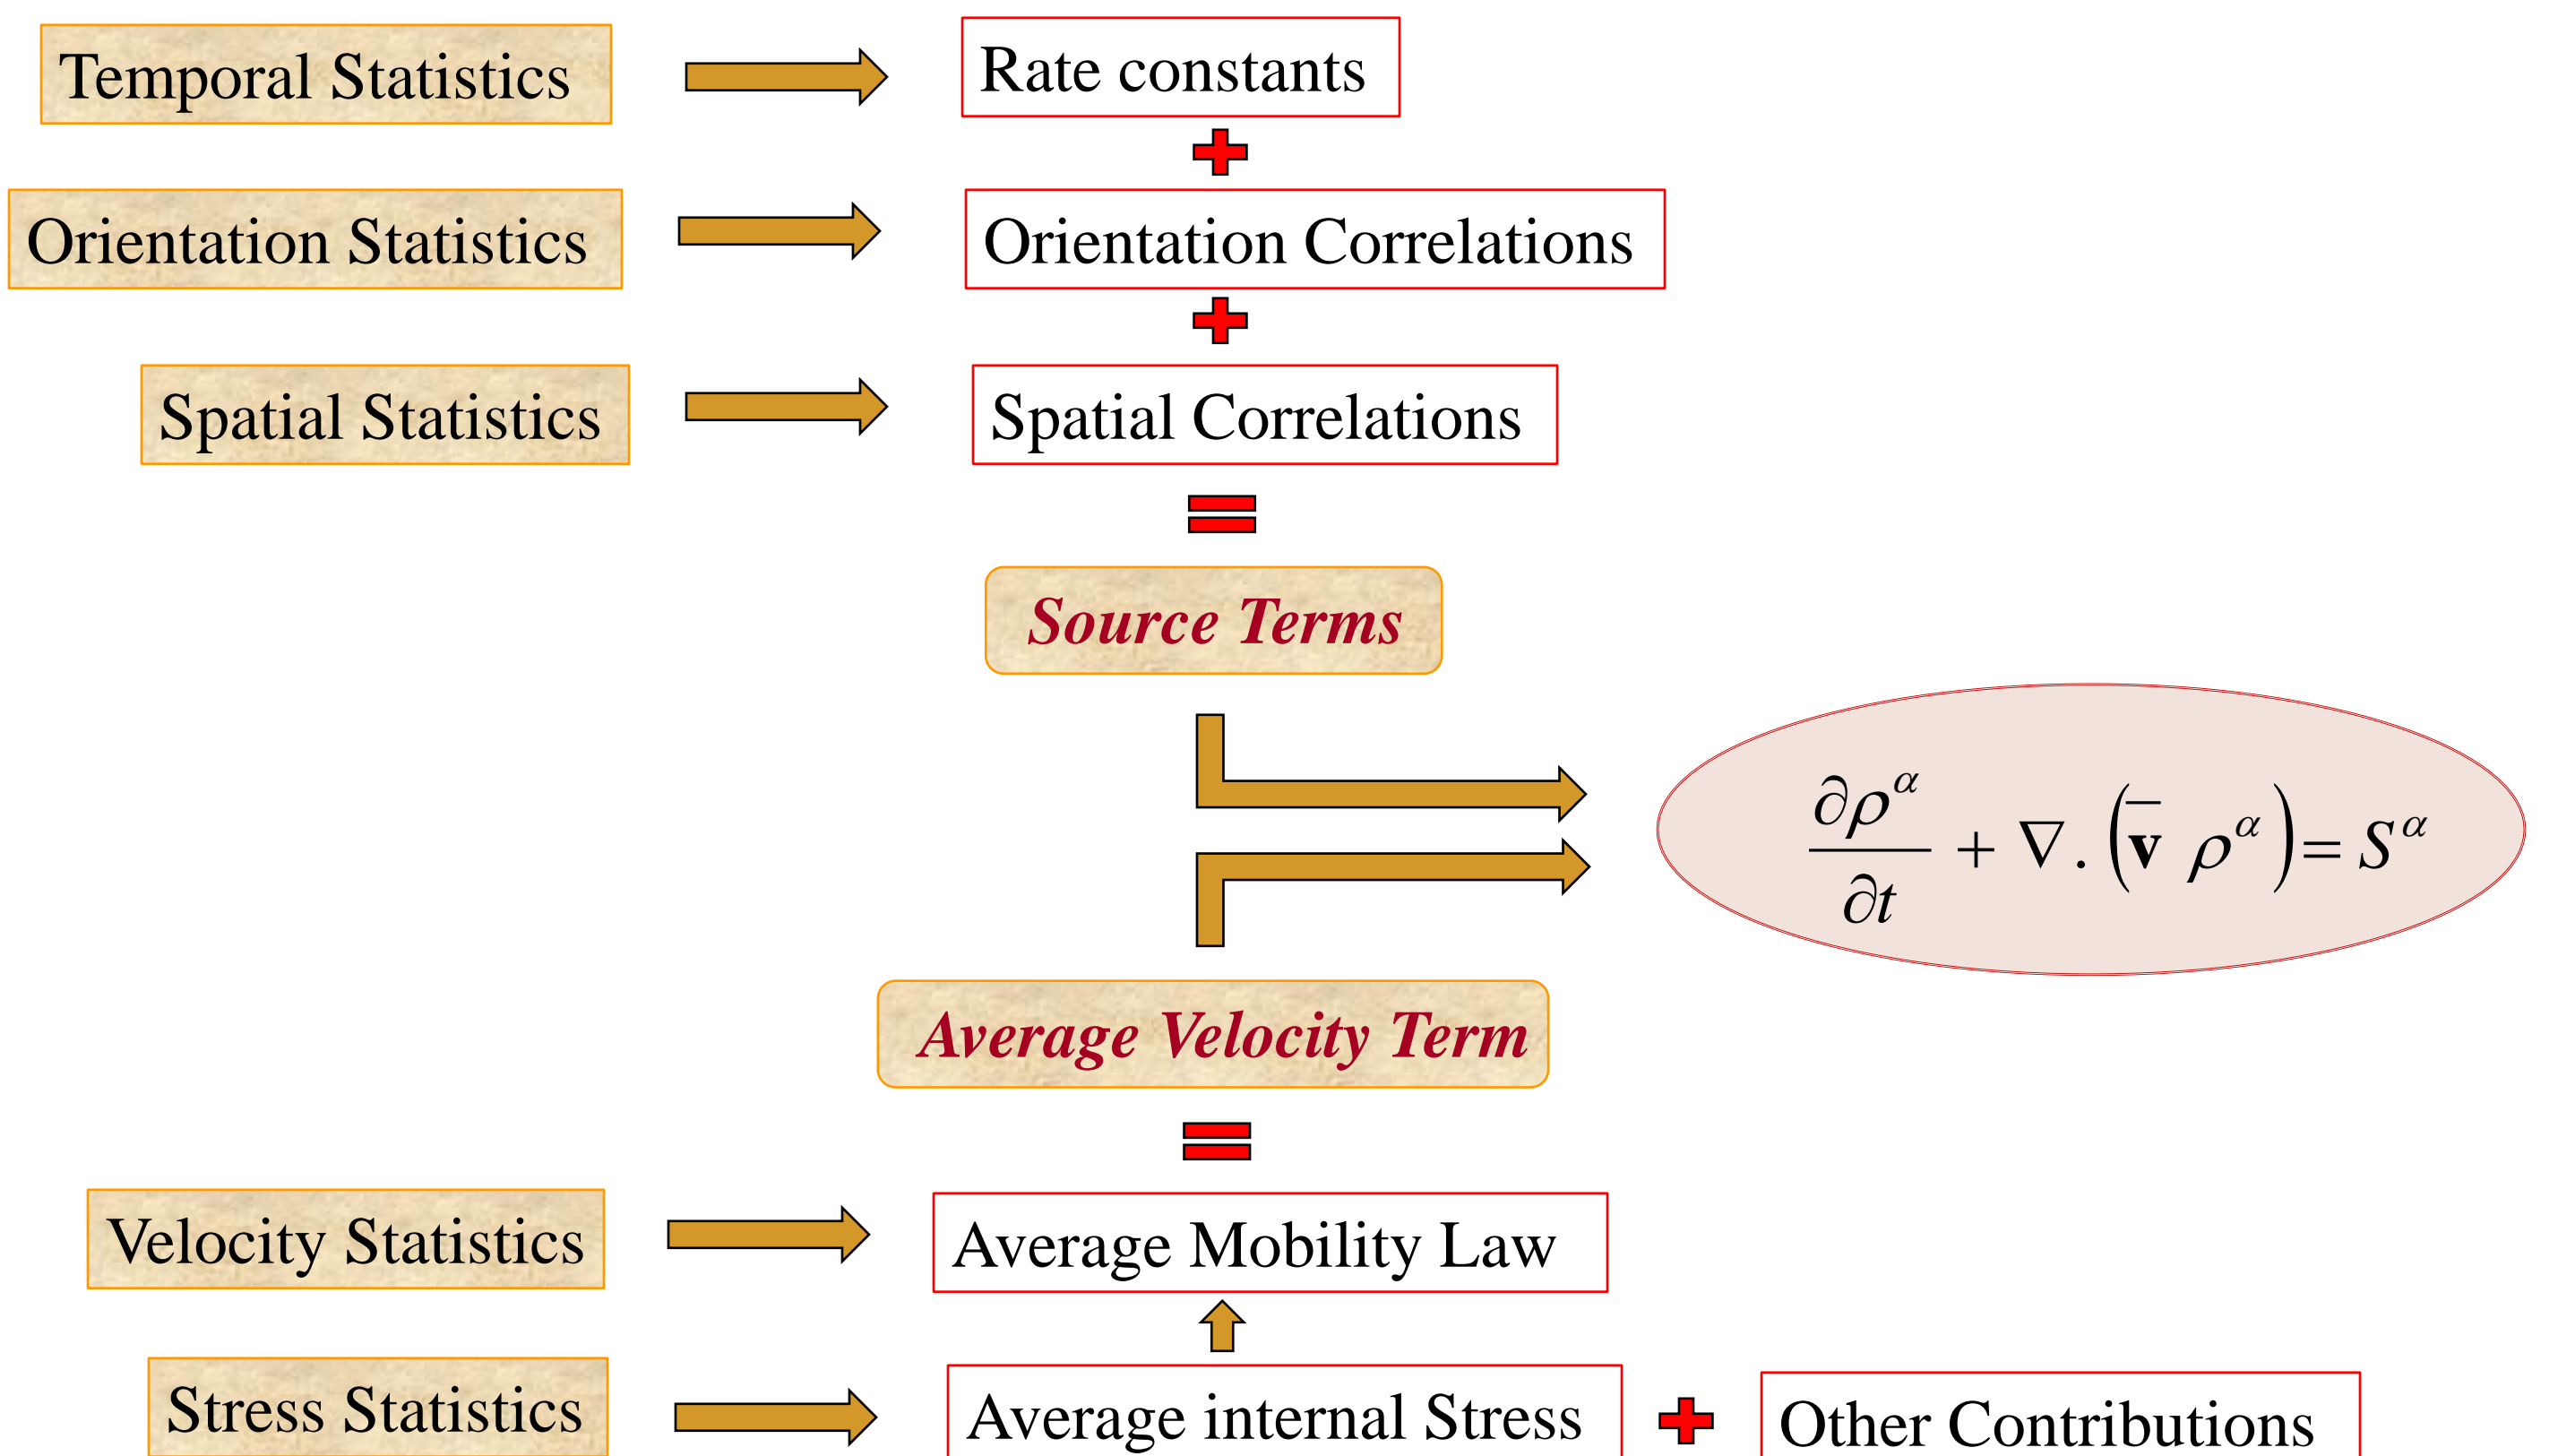 Temporal Statistics
Rate constants
Orientation Statistics
Orientation Correlations
Spatial Statistics
Spatial Correlations
Source Terms
∂ρ^α/∂t + ∇. (v̄ ρ^α) = S^α
Average Velocity Term
Velocity Statistics
Average Mobility Law
Stress Statistics
Average internal Stress
Other Contributions